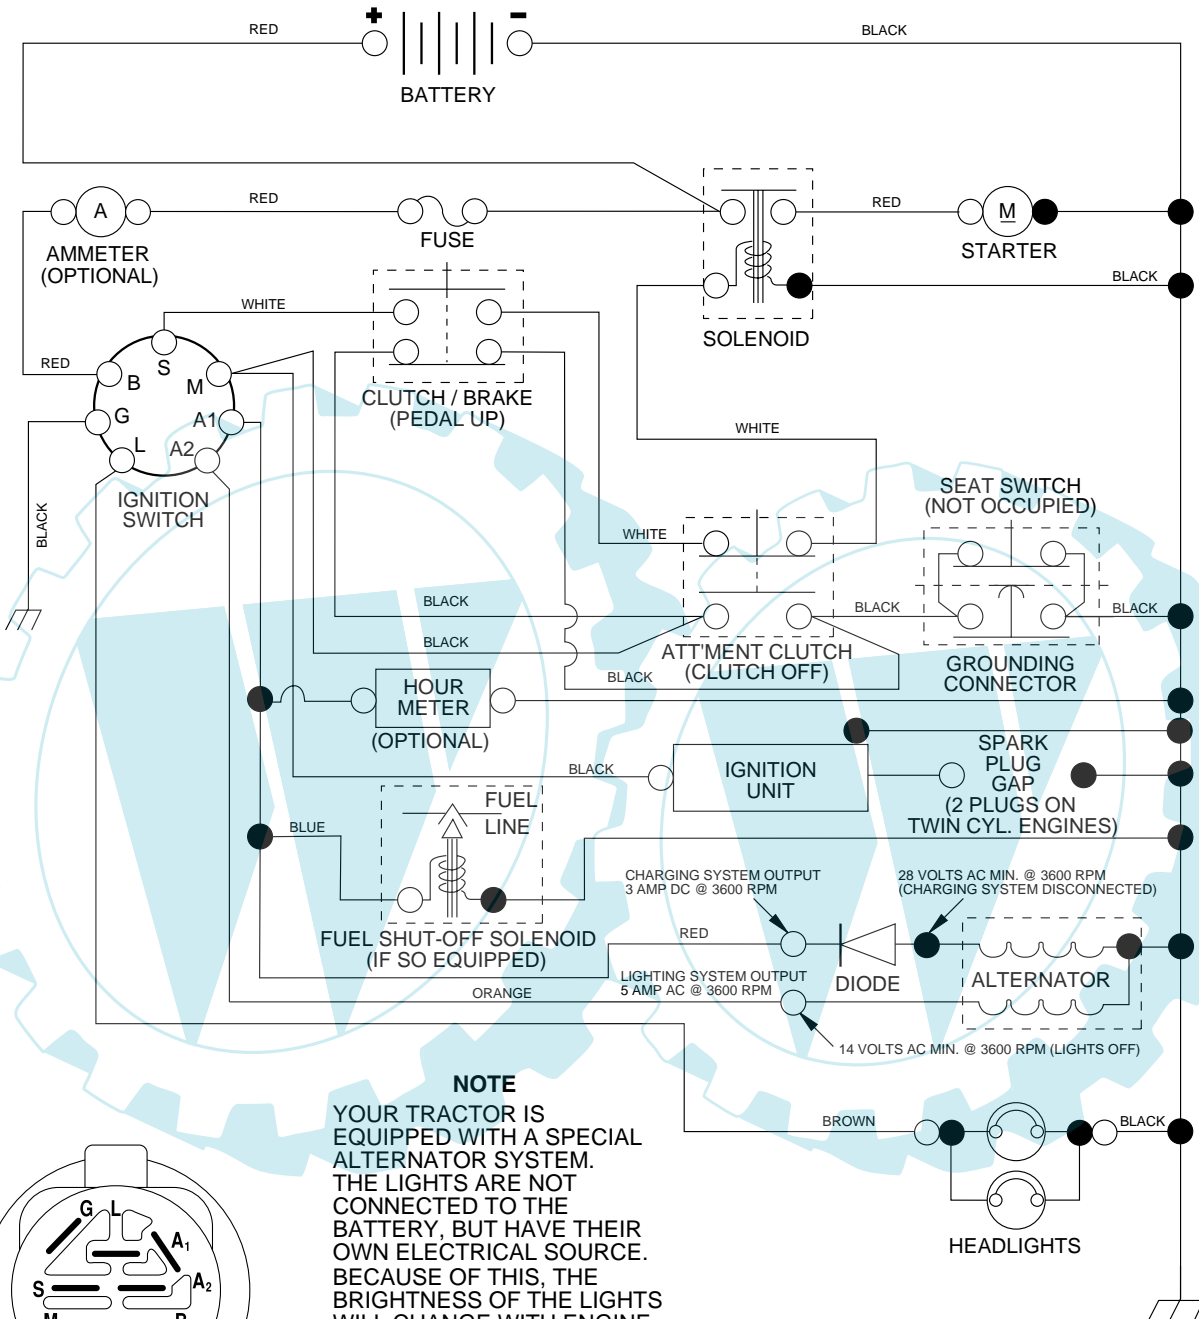 + -
RED
BLACK
BATTERY
A
RED
RED
M
FUSE
AMMETER
(OPTIONAL)
STARTER
BLACK
WHITE
SOLENOID
RED
S
B
M
G
A1
L
A2
CLUTCH / BRAKE
(PEDAL UP)
WHITE
IGNITION
SWITCH
BLACK
SEAT SWITCH
(NOT OCCUPIED)
WHITE
BLACK
BLACK
BLACK
BLACK
ATT'MENT CLUTCH
(CLUTCH OFF)
GROUNDING
CONNECTOR
BLACK
HOUR
METER
(OPTIONAL)
BLACK
IGNITION
UNIT
SPARK
PLUG
GAP
(2 PLUGS ON
TWIN CYL. ENGINES)
FUEL
LINE
BLUE
CHARGING SYSTEM OUTPUT
3 AMP DC @ 3600 RPM
28 VOLTS AC MIN. @ 3600 RPM
(CHARGING SYSTEM DISCONNECTED)
FUEL SHUT-OFF SOLENOID
(IF SO EQUIPPED)
RED
LIGHTING SYSTEM OUTPUT
5 AMP AC @ 3600 RPM
DIODE
ALTERNATOR
ORANGE
14 VOLTS AC MIN. @ 3600 RPM (LIGHTS OFF)
NOTE
YOUR TRACTOR IS
EQUIPPED WITH A SPECIAL
ALTERNATOR SYSTEM.
THE LIGHTS ARE NOT
CONNECTED TO THE
BATTERY, BUT HAVE THEIR
OWN ELECTRICAL SOURCE.
BECAUSE OF THIS, THE
BRIGHTNESS OF THE LIGHTS
WILL CHANGE WITH ENGINE
BROWN
BLACK
HEADLIGHTS
G L
A1
A2
S
M
B